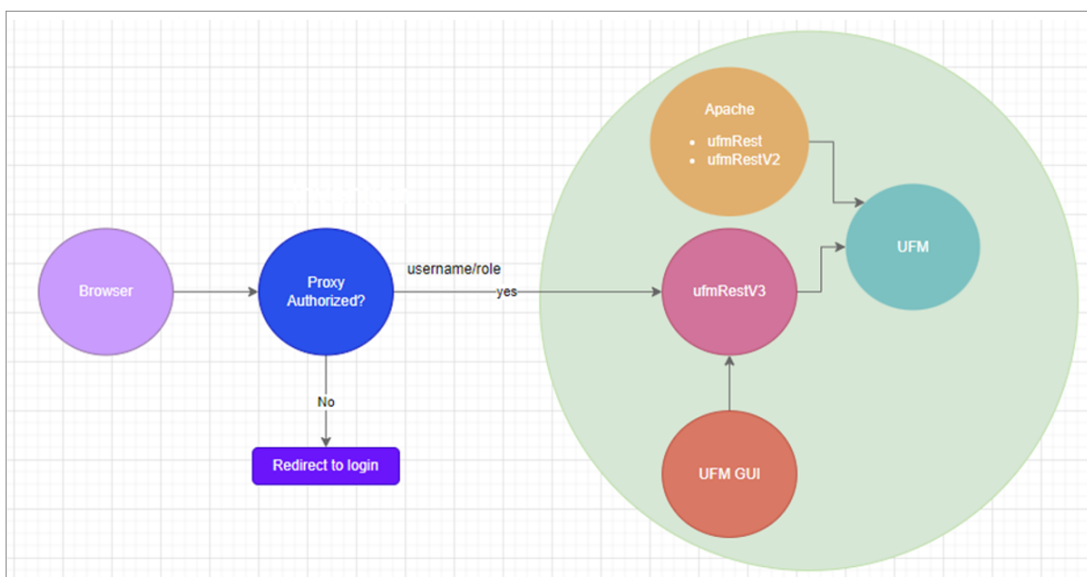 Apache
• ufmRest
• ufmRestV2
UFM
Browser
Proxy
Authorized?
username/role
yes
ufmRestV3
No
Redirect to login
UFM GUI